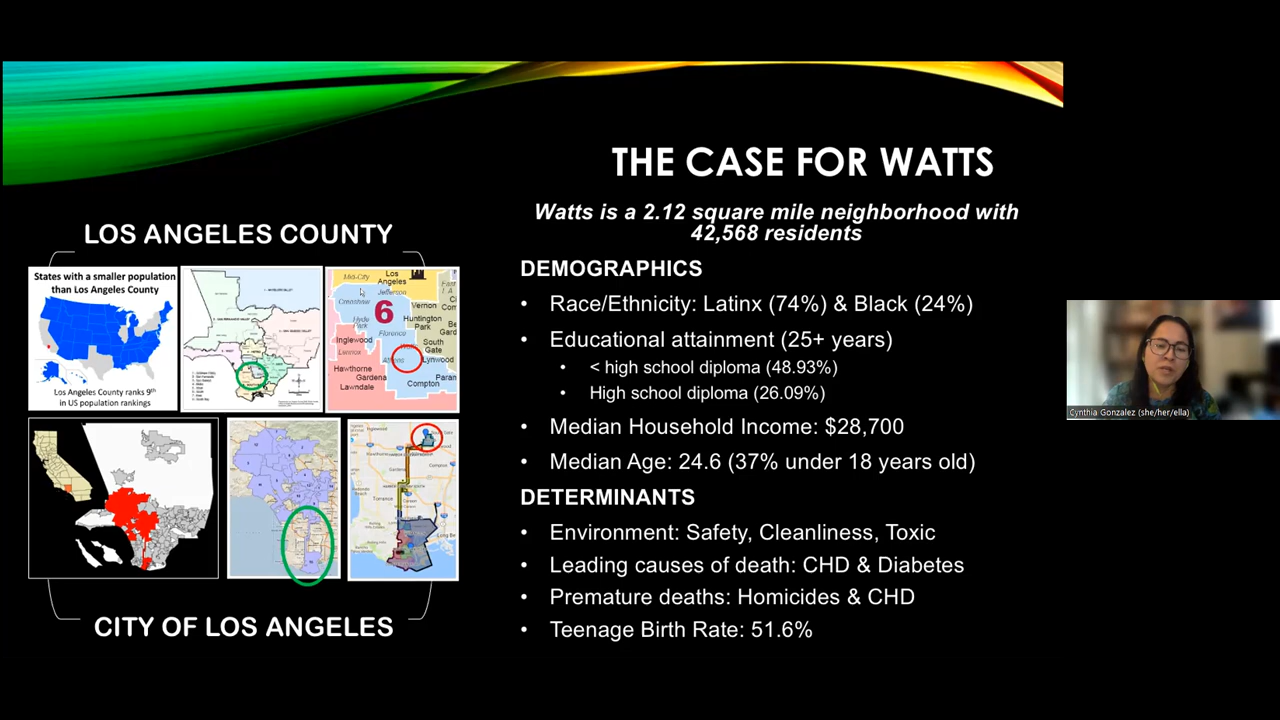 THE CASE FOR WATTS
Watts is a 2.12 square mile neighborhood with
42,568 residents
LOS ANGELES COUNTY
States with a smaller population
than Los Angeles County
Los Angeles County ranks 9th
in US population rankings
Mid-City
Los
Angeles
Crenshaw
Jefferson
Vernon
6
Hyde
Park
Huntington
Park
Florence
Inglewood
South
Gate
Lennox
Athens
Lynwood
Hawthorne
Gardena
Lawndale
Compton
CITY OF LOS ANGELES
DEMOGRAPHICS
• Race/Ethnicity: Latinx (74%) & Black (24%)
• Educational attainment (25+ years)
• < high school diploma (48.93%)
• High school diploma (26.09%)
• Median Household Income: $28,700
• Median Age: 24.6 (37% under 18 years old)
DETERMINANTS
• Environment: Safety, Cleanliness, Toxic
• Leading causes of death: CHD & Diabetes
• Premature deaths: Homicides & CHD
• Teenage Birth Rate: 51.6%
Cynthia Gonzalez (she/her/ella)